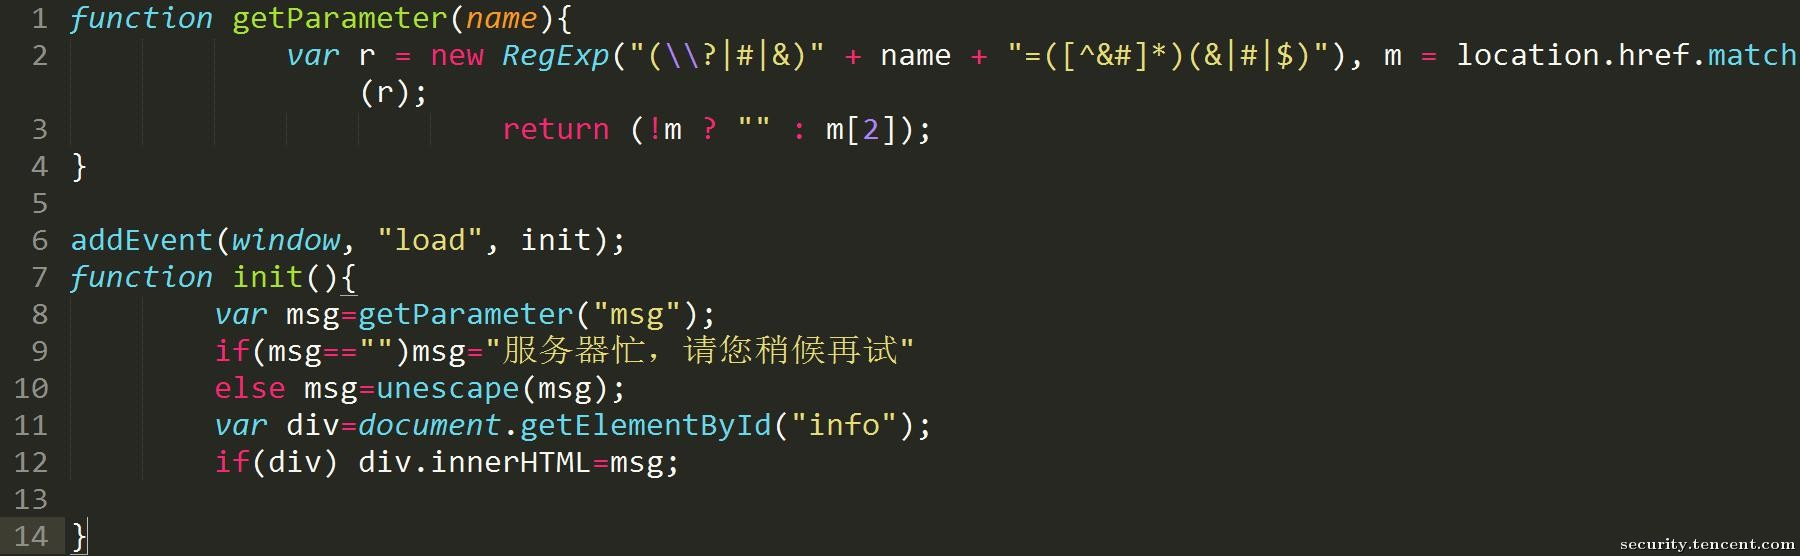 1 function getParameter(name){
2 var r = new RegExp("(\\?|#|&)" + name + "=([^&#]*)(&|#|$)"), m = location.href.match
(r);
3 return (!m ? "" : m[2]);
4 }
5
6 addEvent(window, "load", init);
7 function init(){
8 var msg=getParameter("msg");
9 if(msg=="")msg="服务器忙，请您稍候再试"
10 else msg=unescape(msg);
11 var div=document.getElementById("info");
12 if(div) div.innerHTML=msg;
13
14 }
security.tencent.com